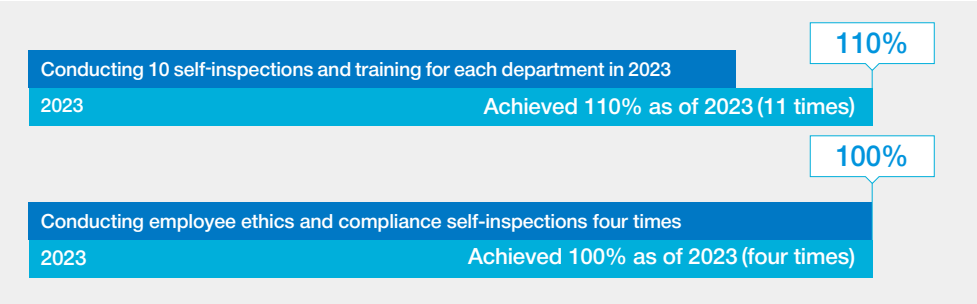 110%
Conducting 10 self-inspections and training for each department in 2023
2023 Achieved 110% as of 2023 (11 times)
100%
Conducting employee ethics and compliance self-inspections four times
2023 Achieved 100% as of 2023 (four times)